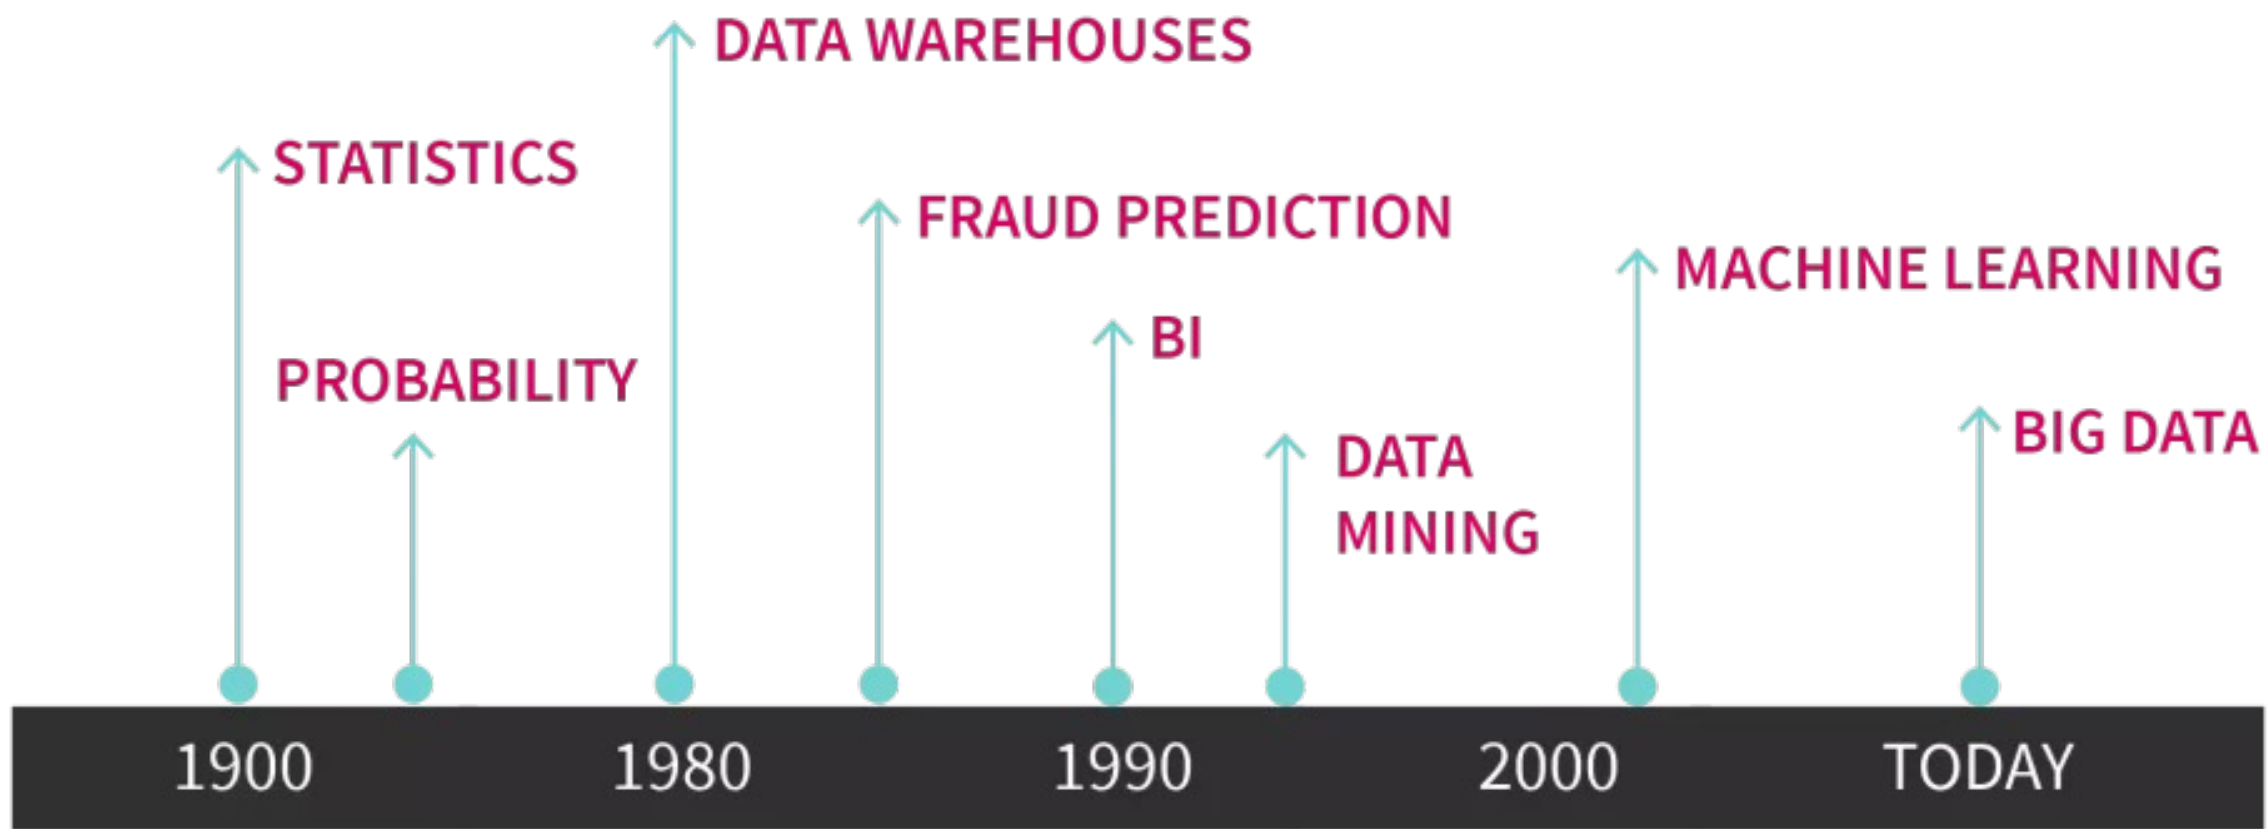 DATA WAREHOUSES
STATISTICS
FRAUD PREDICTION
MACHINE LEARNING
BI
PROBABILITY
BIG DATA
DATA
MINING
1900
1980
1990
2000
TODAY